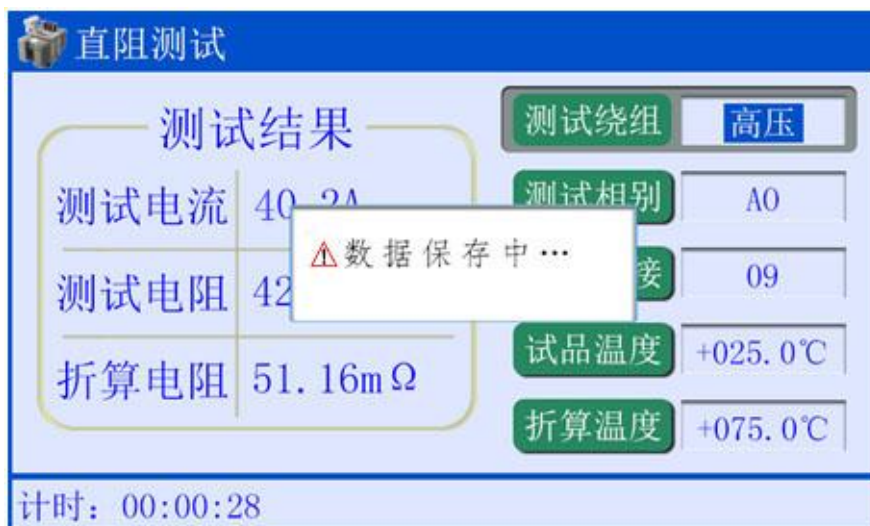 直阻测试
测试结果
测试电流 40.2A
测试电阻 42
折算电阻 51.16mΩ
⚠数据保存中…
测试绕组 高压
测试相别 AO
接 09
试品温度 +025.0℃
折算温度 +075.0℃
计时：00:00:28